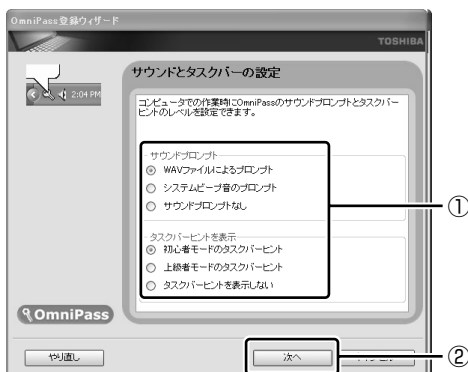 OmniPass登録ウィザード
TOSHIBA
2:04 PM
サウンドとタスクバーの設定
コンピュータでの作業時にOmniPassのサウンドプロンプトとタスクバー
ヒントのレベルを設定できます。
サウンドプロンプト
WAVファイルによるプロンプト
システムビープ音のプロンプト
サウンドプロンプトなし
①
タスクバーヒントを表示
初心者モードのタスクバーヒント
上級者モードのタスクバーヒント
タスクバーヒントを表示しない
OmniPass
やり直し
次へ
②